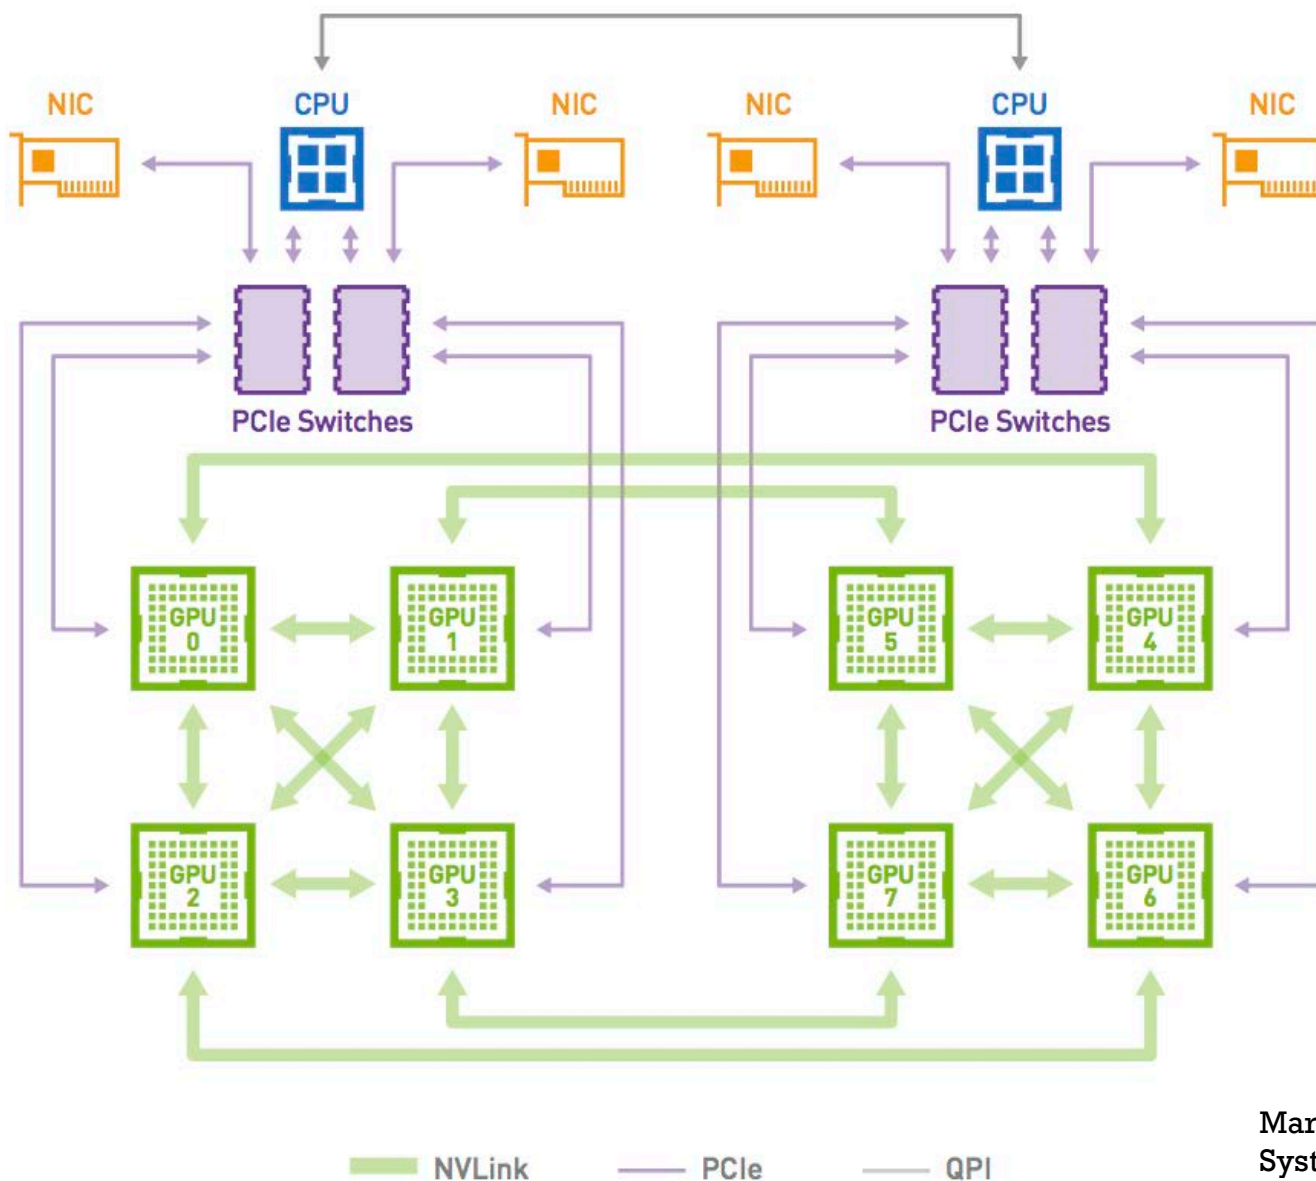 NIC
CPU
NIC
NIC
CPU
NIC
PCIe Switches
PCIe Switches
GPU
0
GPU
1
GPU
5
GPU
4
GPU
2
GPU
3
GPU
7
GPU
6
NVLink
PCIe
QPI